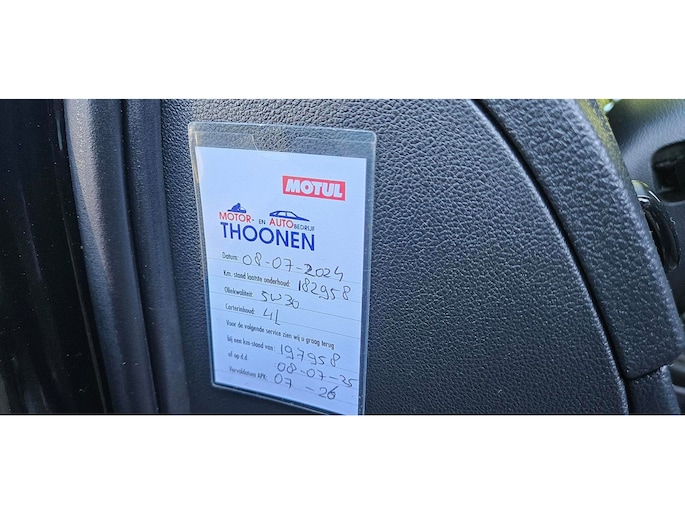 MOTUL
MOTOR- EN AUTOBEDRIJF
THOONEN
Datum: 08-07-2024
Km. stand laatste onderhoud: 182958
Oliekwaliteit: 5W30
Carterinhoud: 4L
Voor de volgende service zien wij u graag terug
bij een km-stand van: 197958
of op d.d. 08-07-25
Vervaldatum APK: 07-26